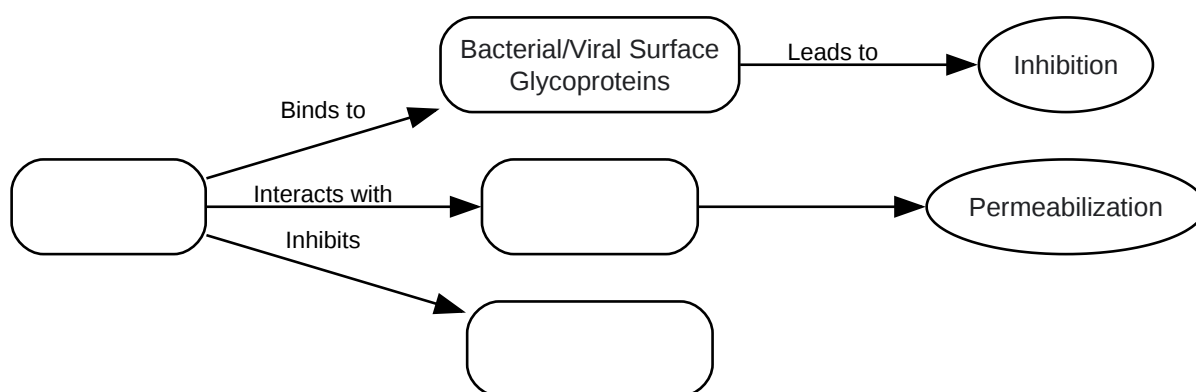 Bacterial/Viral Surface
Glycoproteins
Leads to
Inhibition
Binds to
Interacts with
Permeabilization
Inhibits